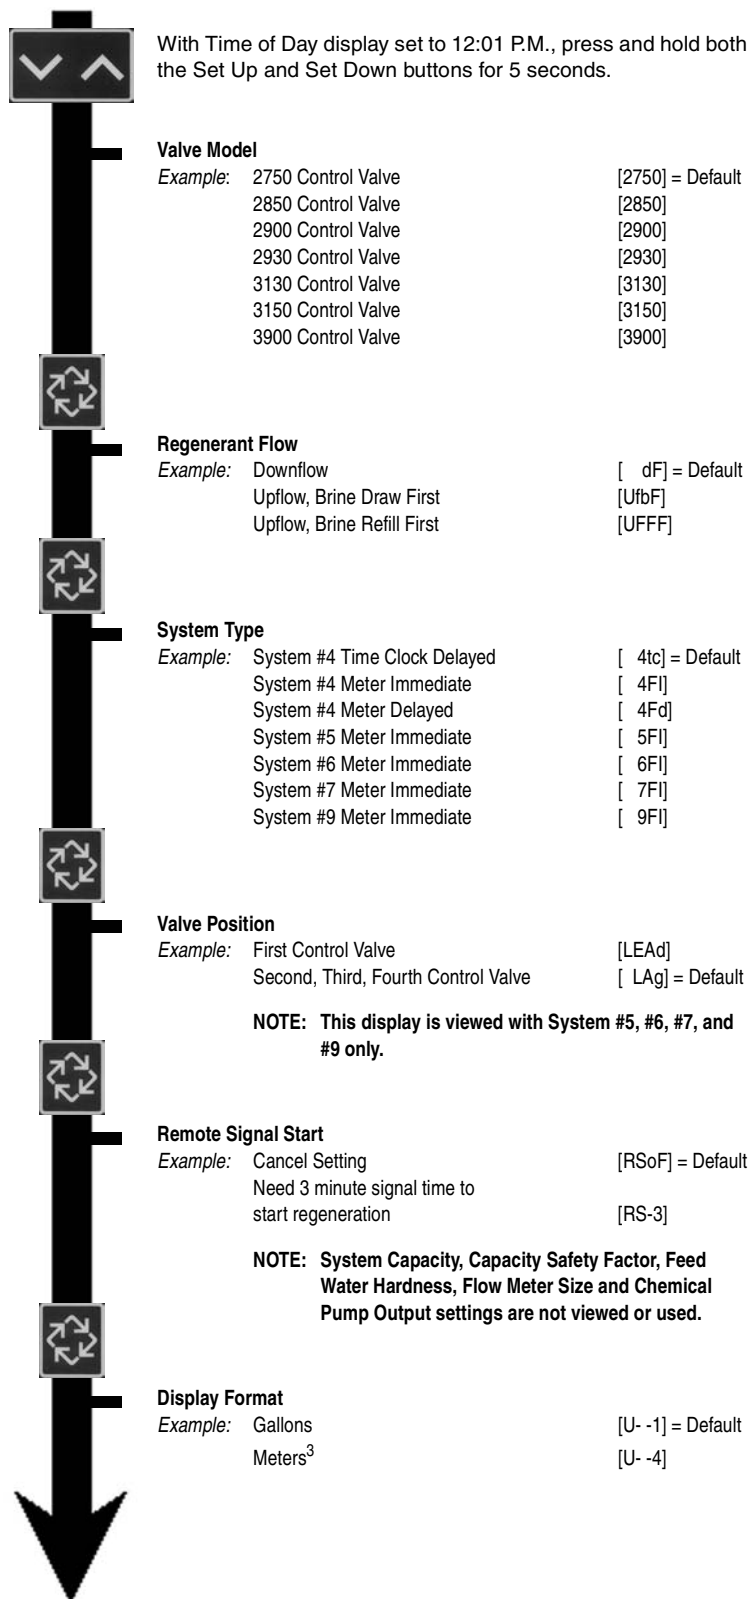 With Time of Day display set to 12:01 P.M., press and hold both
the Set Up and Set Down buttons for 5 seconds.
Valve Model
Example: 2750 Control Valve [2750] = Default
2850 Control Valve [2850]
2900 Control Valve [2900]
2930 Control Valve [2930]
3130 Control Valve [3130]
3150 Control Valve [3150]
3900 Control Valve [3900]
Regenerant Flow
Example: Downflow [ dF] = Default
Upflow, Brine Draw First [UfbF]
Upflow, Brine Refill First [UFFF]
System Type
Example: System #4 Time Clock Delayed [ 4tc] = Default
System #4 Meter Immediate [ 4FI]
System #4 Meter Delayed [ 4Fd]
System #5 Meter Immediate [ 5FI]
System #6 Meter Immediate [ 6FI]
System #7 Meter Immediate [ 7FI]
System #9 Meter Immediate [ 9FI]
Valve Position
Example: First Control Valve [LEAd]
Second, Third, Fourth Control Valve [ LAg] = Default
NOTE: This display is viewed with System #5, #6, #7, and
#9 only.
Remote Signal Start
Example: Cancel Setting [RSoF] = Default
Need 3 minute signal time to
start regeneration [RS-3]
NOTE: System Capacity, Capacity Safety Factor, Feed
Water Hardness, Flow Meter Size and Chemical
Pump Output settings are not viewed or used.
Display Format
Example: Gallons [U- -1] = Default
Meters³ [U- -4]